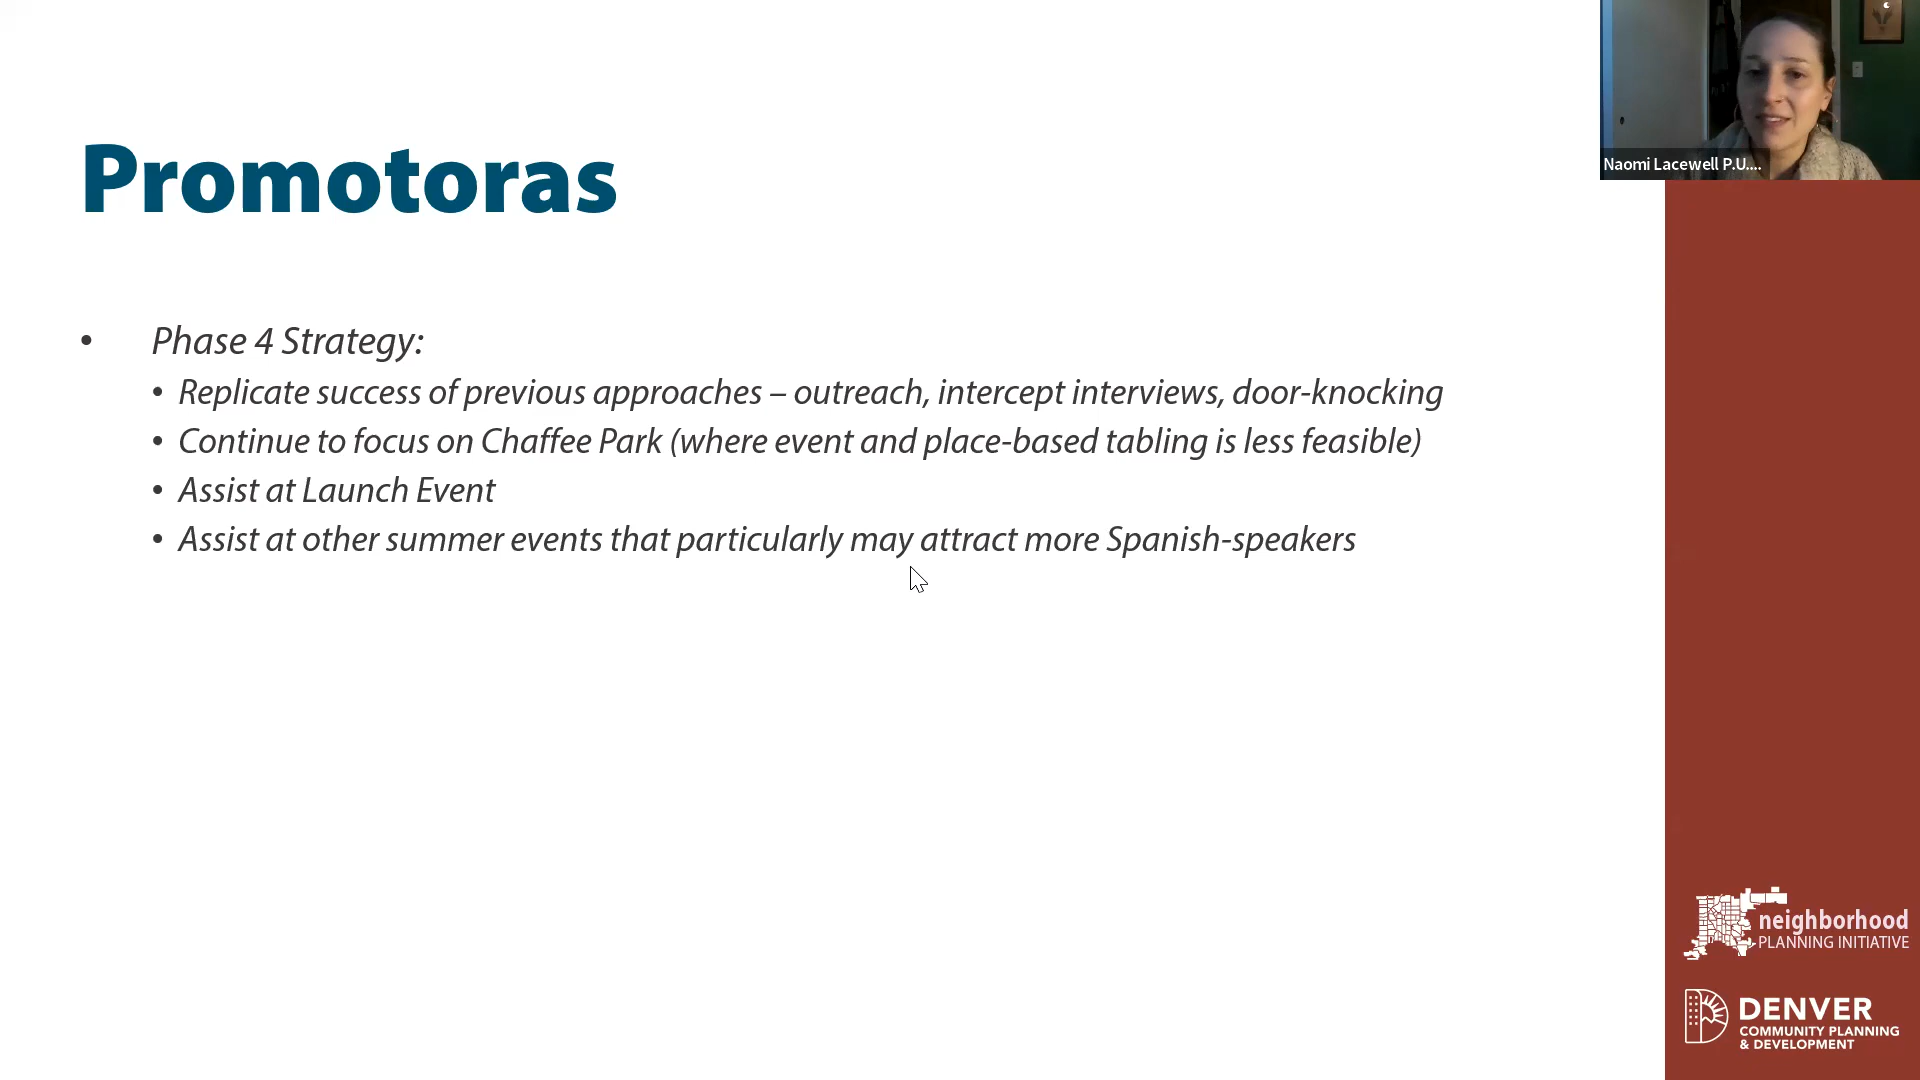 Promotoras
• Phase 4 Strategy:
• Replicate success of previous approaches – outreach, intercept interviews, door-knocking
• Continue to focus on Chaffee Park (where event and place-based tabling is less feasible)
• Assist at Launch Event
• Assist at other summer events that particularly may attract more Spanish-speakers
Naomi Lacewell P.U....
neighborhood
PLANNING INITIATIVE
DENVER
COMMUNITY PLANNING
& DEVELOPMENT